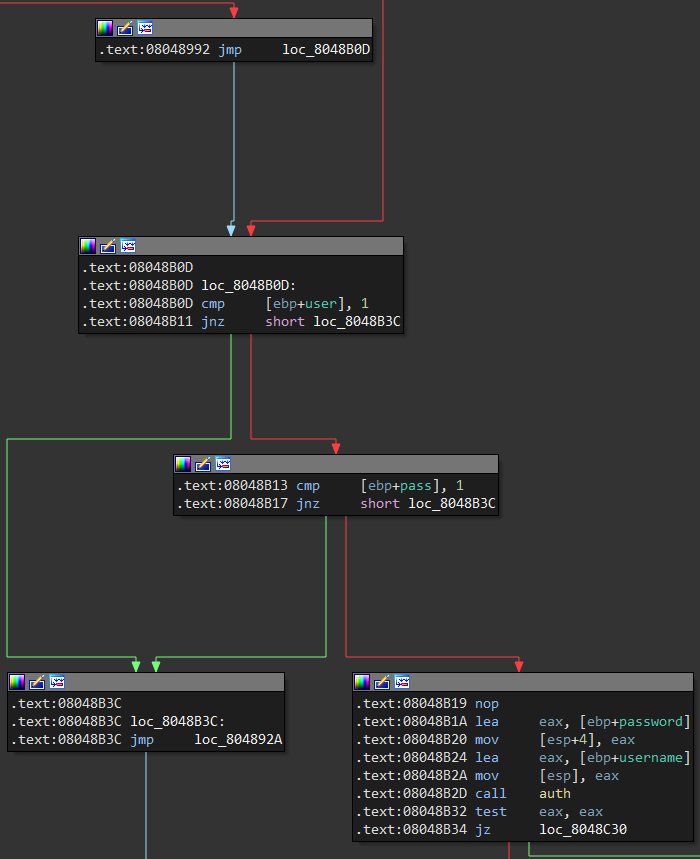 .text:08048992 jmp     loc_8048B0D
.text:08048B0D
.text:08048B0D loc_8048B0D:
.text:08048B0D cmp     [ebp+user], 1
.text:08048B11 jnz     short loc_8048B3C
.text:08048B13 cmp     [ebp+pass], 1
.text:08048B17 jnz     short loc_8048B3C
.text:08048B3C
.text:08048B3C loc_8048B3C:
.text:08048B3C jmp     loc_804892A
.text:08048B19 nop
.text:08048B1A lea     eax, [ebp+password]
.text:08048B20 mov     [esp+4], eax
.text:08048B24 lea     eax, [ebp+username]
.text:08048B2A mov     [esp], eax
.text:08048B2D call    auth
.text:08048B32 test    eax, eax
.text:08048B34 jz      loc_8048C30